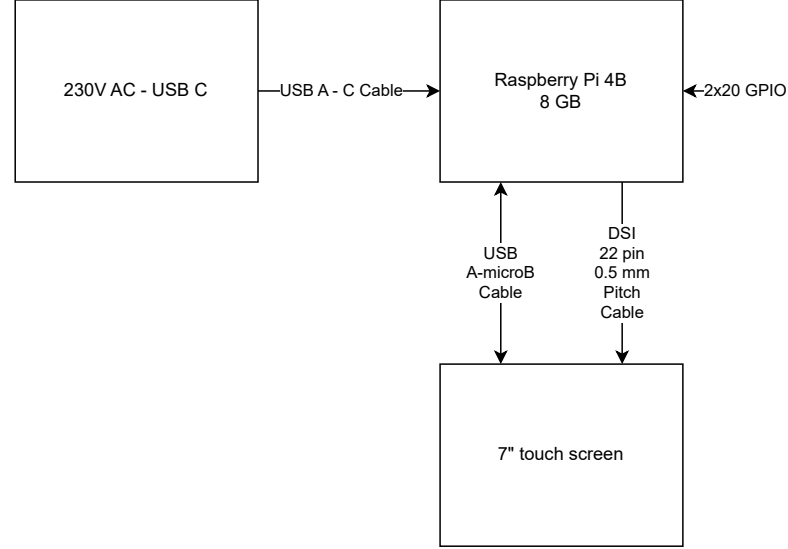 230V AC - USB C
USB A - C Cable
Raspberry Pi 4B
8 GB
2x20 GPIO
USB
A-microB
Cable
DSI
22 pin
0.5 mm
Pitch
Cable
7" touch screen